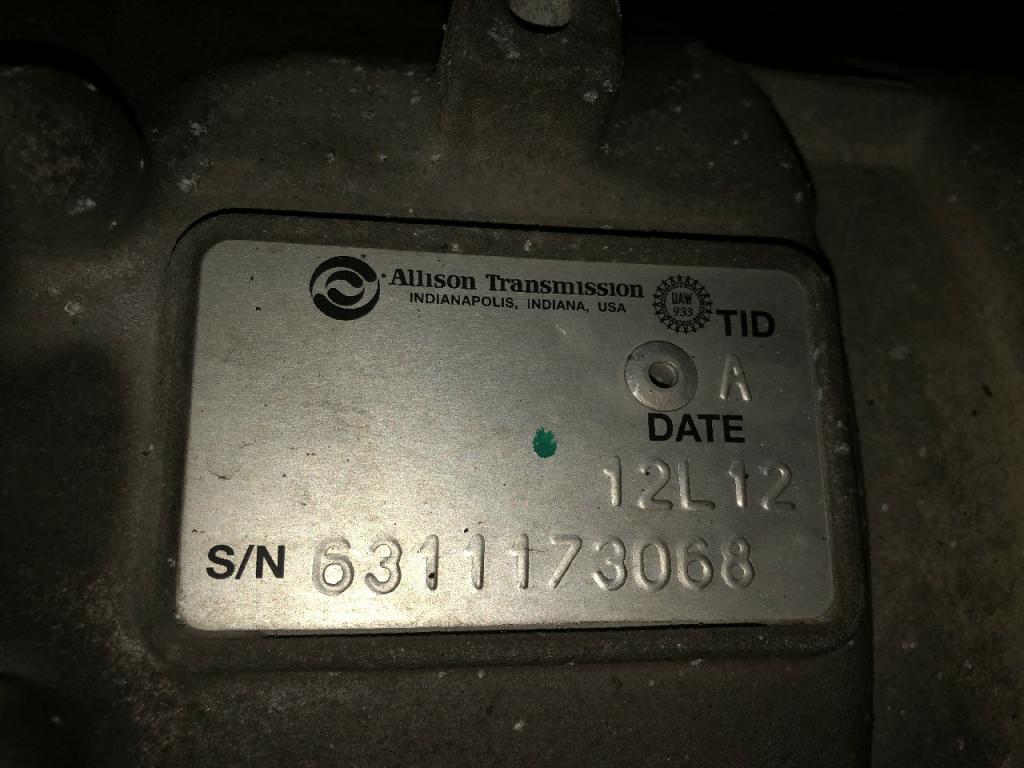 Allison Transmission
INDIANAPOLIS, INDIANA, USA
UAW
933
TID
A
DATE
12L12
S/N 6311173068